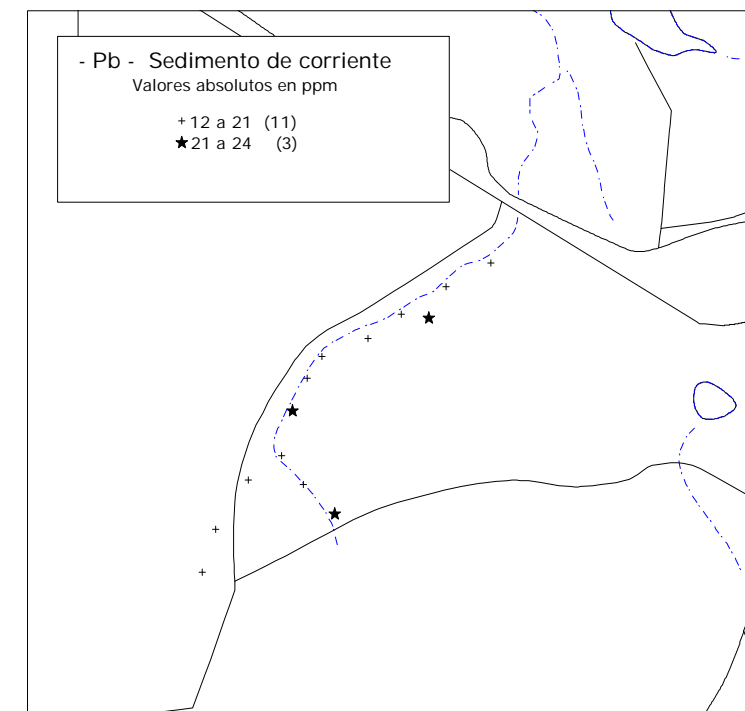 - Pb - Sedimento de corriente
Valores absolutos en ppm
12 a 21 (11)
21 a 24 (3)